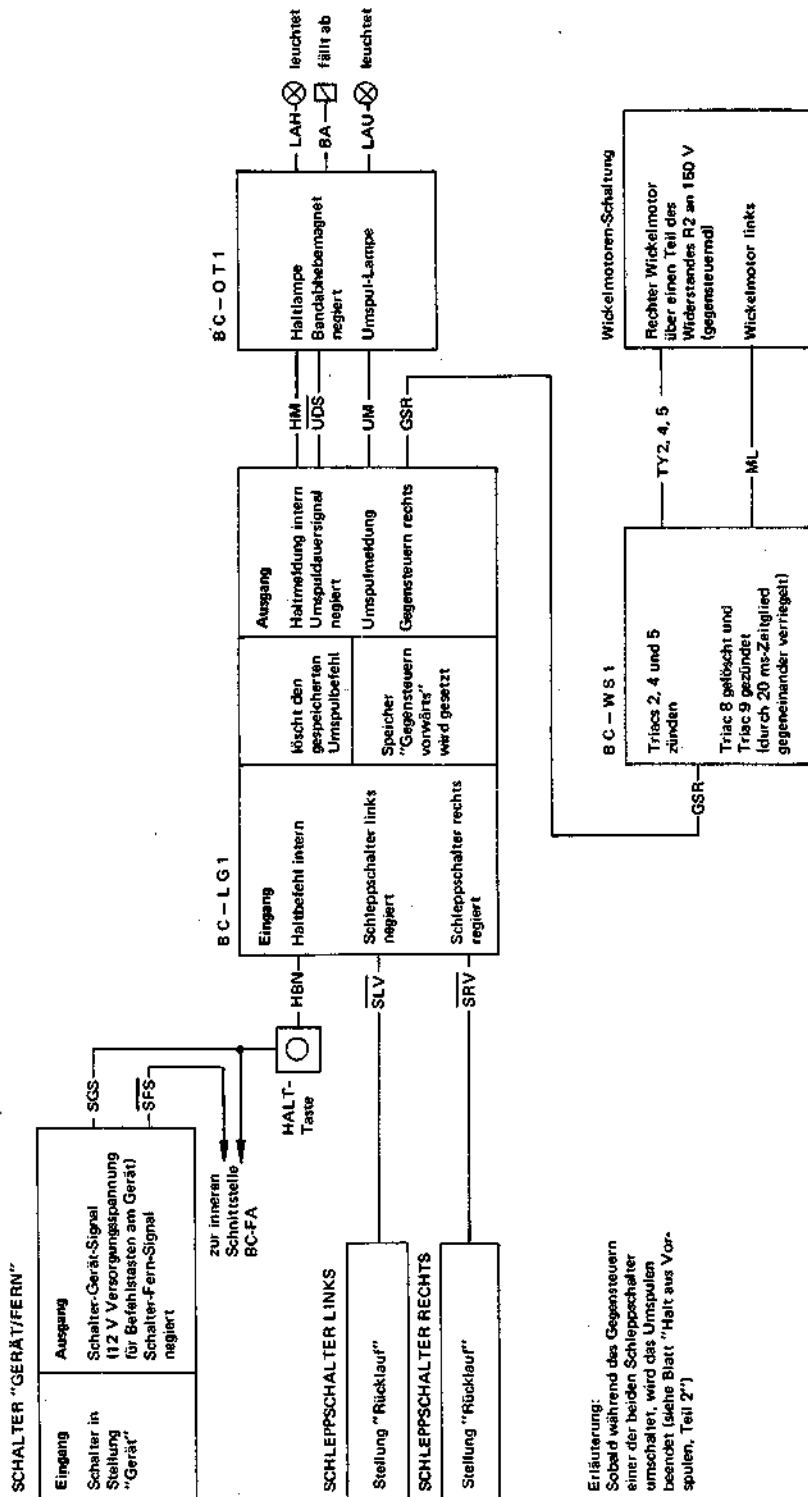 SCHALTER "GERÄT/FERN"
Eingang
Schalter in
Stellung
"Gerät"
Ausgang
Schalter-Gerät-Signal
(12 V Versorgungsspannung
für Befehlstasten am Gerät)
Schalter-Fern-Signal
negiert
SGS
SFS
zur inneren
Schnittstelle
BC-FA
HALT-
Taste
HBN
SCHLEPPSCHALTER LINKS
Stellung "Rücklauf"
SLV
SCHLEPPSCHALTER RECHTS
Stellung "Rücklauf"
SRV
BC-LG1
Eingang
Haltbefehl intern
Schleppschalter links
negiert
Schleppschalter rechts
regiert
löscht den
gespeicherten
Umspulbefehl
Speicher
"Gegensteuern
vorwärts"
wird gesetzt
Ausgang
Haltmeldung intern
Umspuldauersignal
negiert
Umspulmeldung
Gegensteuern rechts
HM
UDS
UM
GSR
BC-OT1
Haltlampe
Bandabhebemagnet
negiert
Umspul-Lampe
LAH
leuchtet
BA
fällt ab
LAU
leuchtet
GSR
BC-WS1
Triacs 2, 4 und 5
zünden
Triac 8 gelöscht und
Triac 9 gezündet
(durch 20 ms-Zeitglied
gegeneinander verriegelt)
TY2, 4, 5
ML
Wickelmotoren-Schaltung
Rechter Wickelmotor
über einen Teil des
Widerstandes R2 an 150 V
(gegensteuernd)
Wickelmotor links
Erläuterung:
Sobald während des Gegensteuern
einer der beiden Schleppschalter
umschaltet, wird das Umspulen
beendet (siehe Blatt "Halt aus Vor-
spulen, Teil 2")